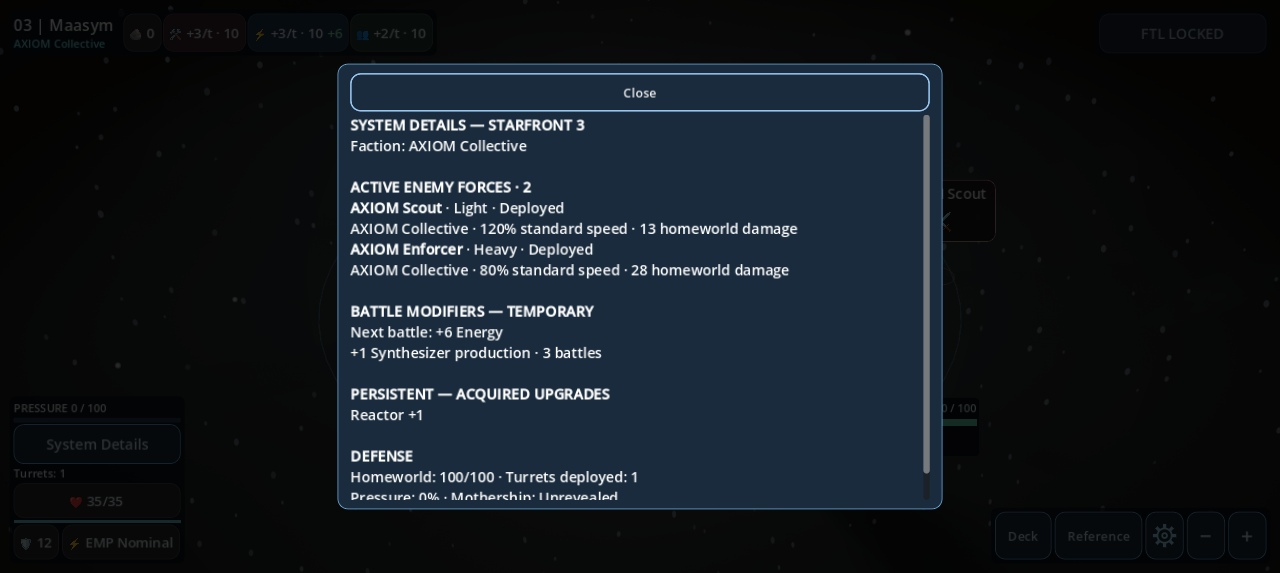 03 | Maasym
AXIOM Collective
0
+3/t · 10
+3/t · 10 +6
+2/t · 10
FTL LOCKED
Close
SYSTEM DETAILS — STARFRONT 3
Faction: AXIOM Collective
ACTIVE ENEMY FORCES · 2
AXIOM Scout · Light · Deployed
AXIOM Collective · 120% standard speed · 13 homeworld damage
AXIOM Enforcer · Heavy · Deployed
AXIOM Collective · 80% standard speed · 28 homeworld damage
BATTLE MODIFIERS — TEMPORARY
Next battle: +6 Energy
+1 Synthesizer production · 3 battles
PERSISTENT — ACQUIRED UPGRADES
Reactor +1
DEFENSE
Homeworld: 100/100 · Turrets deployed: 1
Pressure: 0% · Mothership: Unrevealed
Scout
PRESSURE 0 / 100
System Details
Turrets: 1
35/35
12
EMP Nominal
0 / 100
Deck
Reference
−
+